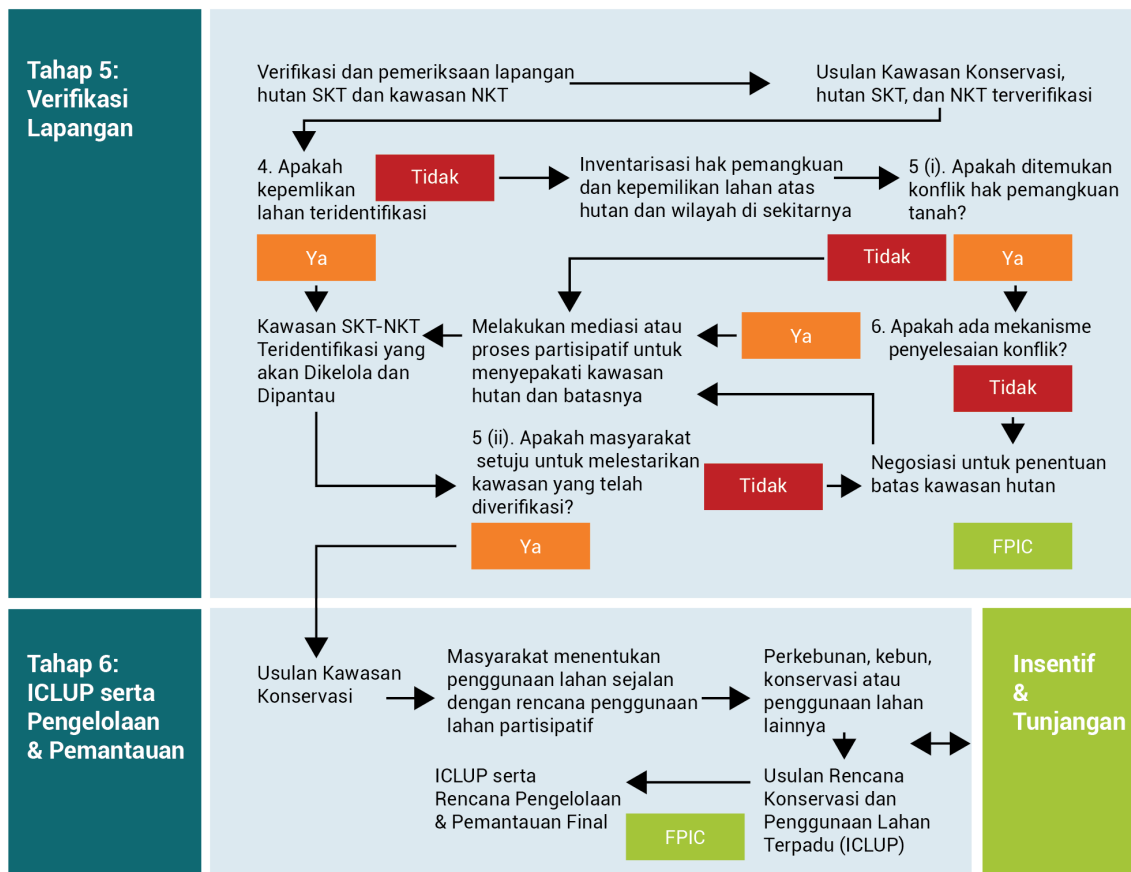 Tahap 5:
Verifikasi
Lapangan
Verifikasi dan pemeriksaan lapangan
hutan SKT dan kawasan NKT
Usulan Kawasan Konservasi,
hutan SKT, dan NKT terverifikasi
4. Apakah
kepemlikan
lahan teridentifikasi
Tidak
Inventarisasi hak pemangkuan
dan kepemilikan lahan atas
hutan dan wilayah di sekitarnya
5 (i). Apakah ditemukan
konflik hak pemangkuan
tanah?
Ya
Tidak
Ya
Kawasan SKT-NKT
Teridentifikasi yang
akan Dikelola dan
Dipantau
Melakukan mediasi atau
proses partisipatif untuk
menyepakati kawasan
hutan dan batasnya
Ya
6. Apakah ada mekanisme
penyelesaian konflik?
Tidak
5 (ii). Apakah masyarakat
setuju untuk melestarikan
kawasan yang telah
diverifikasi?
Tidak
Negosiasi untuk penentuan
batas kawasan hutan
Ya
FPIC
Tahap 6:
ICLUP serta
Pengelolaan
& Pemantauan
Usulan Kawasan
Konservasi
Masyarakat menentukan
penggunaan lahan sejalan
dengan rencana penggunaan
lahan partisipatif
Perkebunan, kebun,
konservasi atau
penggunaan lahan
lainnya
Insentif
&
Tunjangan
ICLUP serta
Rencana Pengelolaan
& Pemantauan Final
FPIC
Usulan Rencana
Konservasi dan
Penggunaan Lahan
Terpadu (ICLUP)